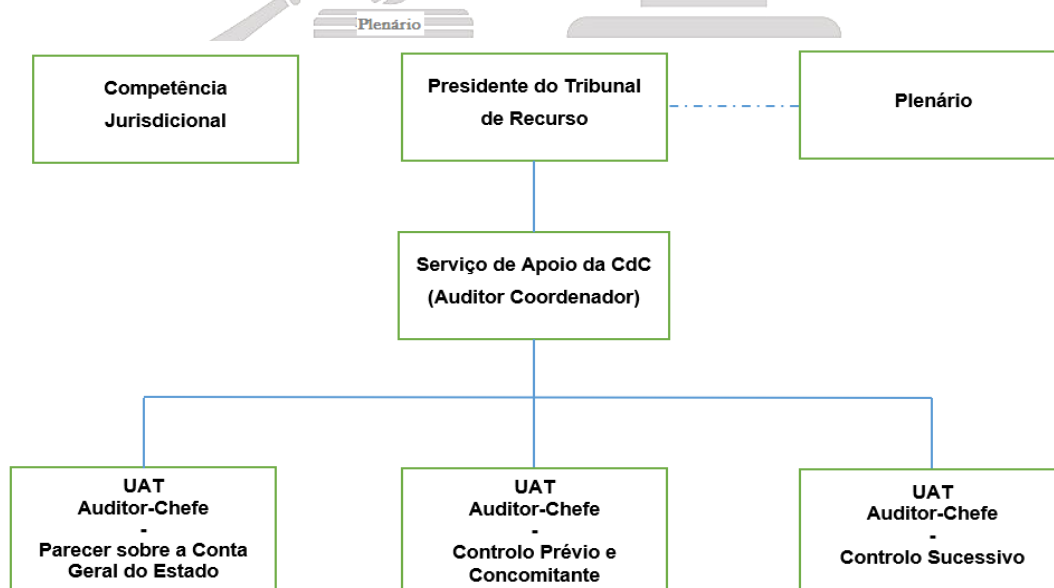 Plenário
Competência
Jurisdicional
Presidente do Tribunal
de Recurso
Plenário
Serviço de Apoio da CdC
(Auditor Coordenador)
UAT
Auditor-Chefe
-
Parecer sobre a Conta
Geral do Estado
UAT
Auditor-Chefe
-
Controlo Prévio e
Concomitante
UAT
Auditor-Chefe
-
Controlo Sucessivo